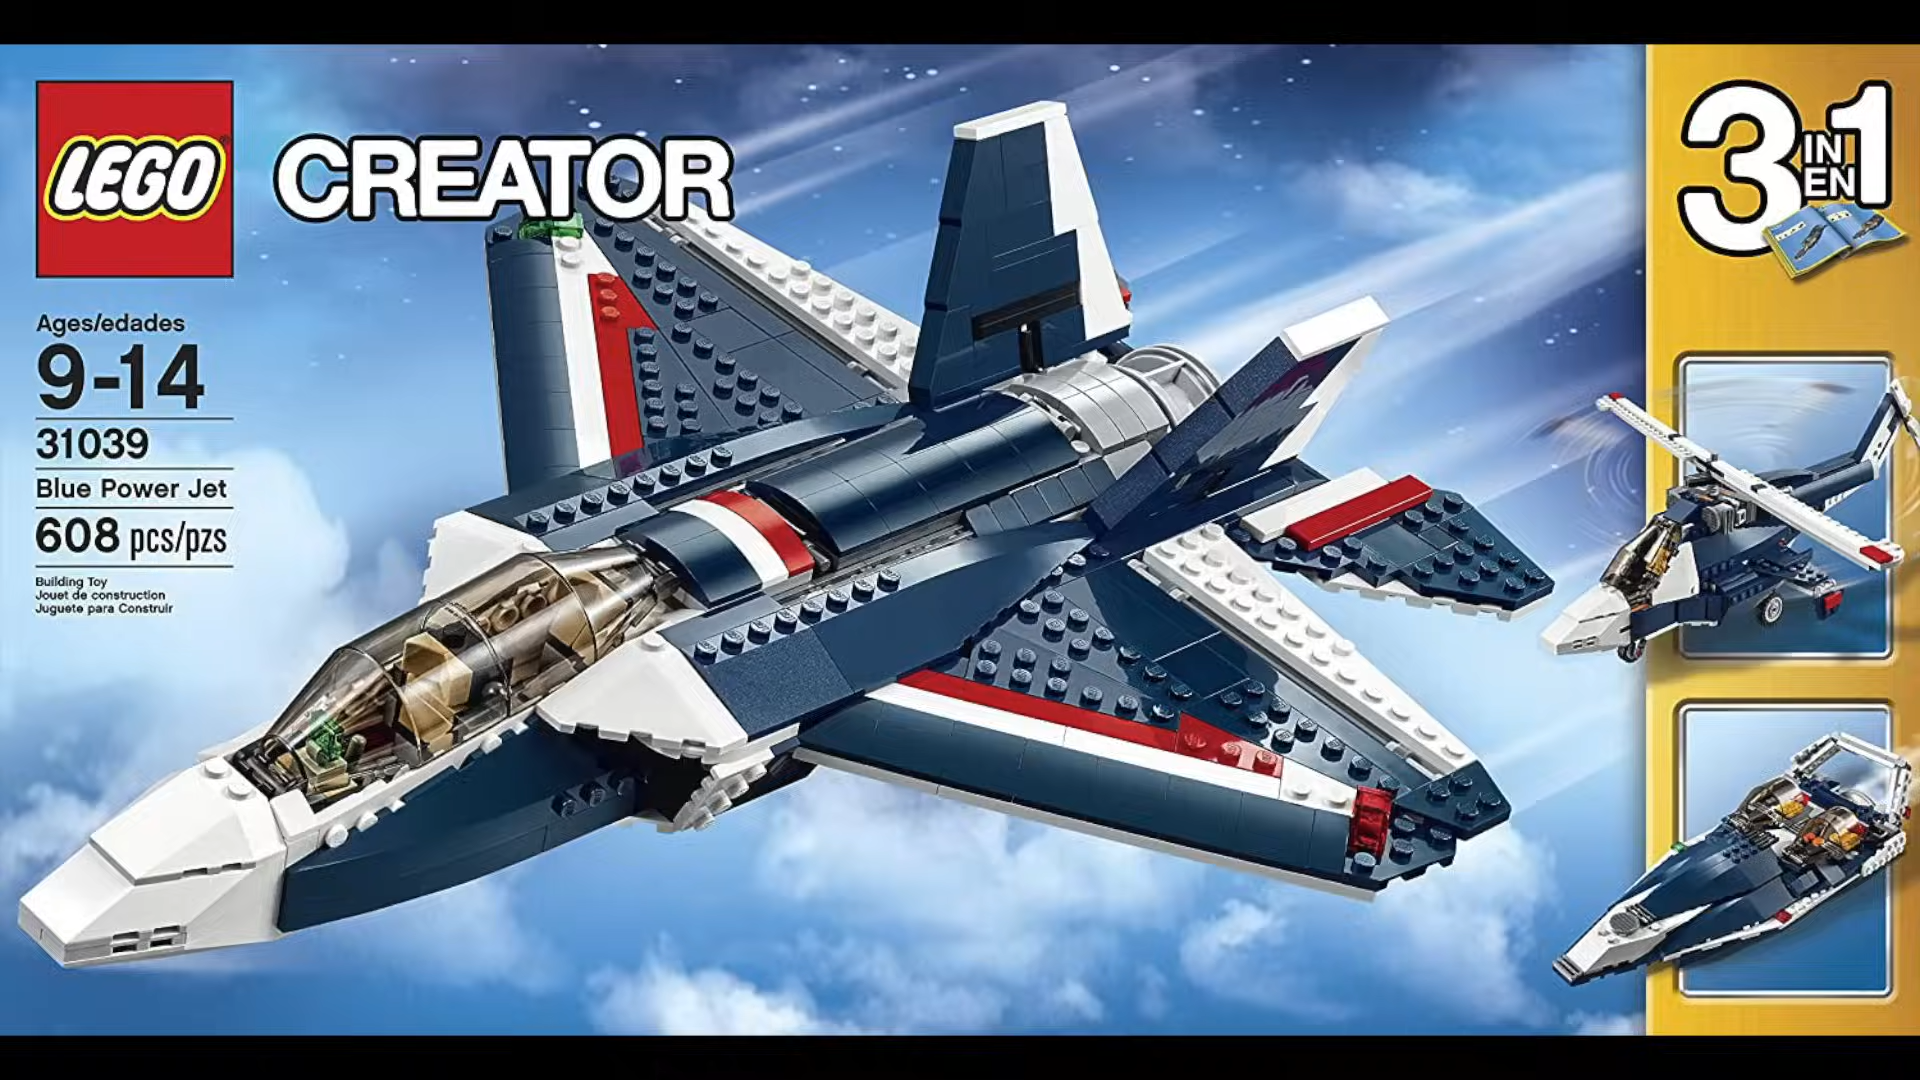 LEGO
CREATOR
Ages/edades
9-14
31039
Blue Power Jet
608 pcs/pzs
Building Toy
Jouet de construction
Juguete para Construir
3 IN 1
EN